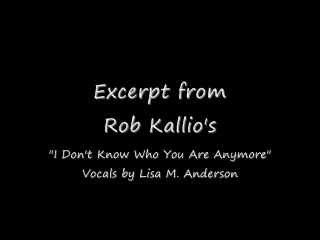 Excerpt from
Rob Kallio's
"I Don't Know Who You Are Anymore"
Vocals by Lisa M. Anderson